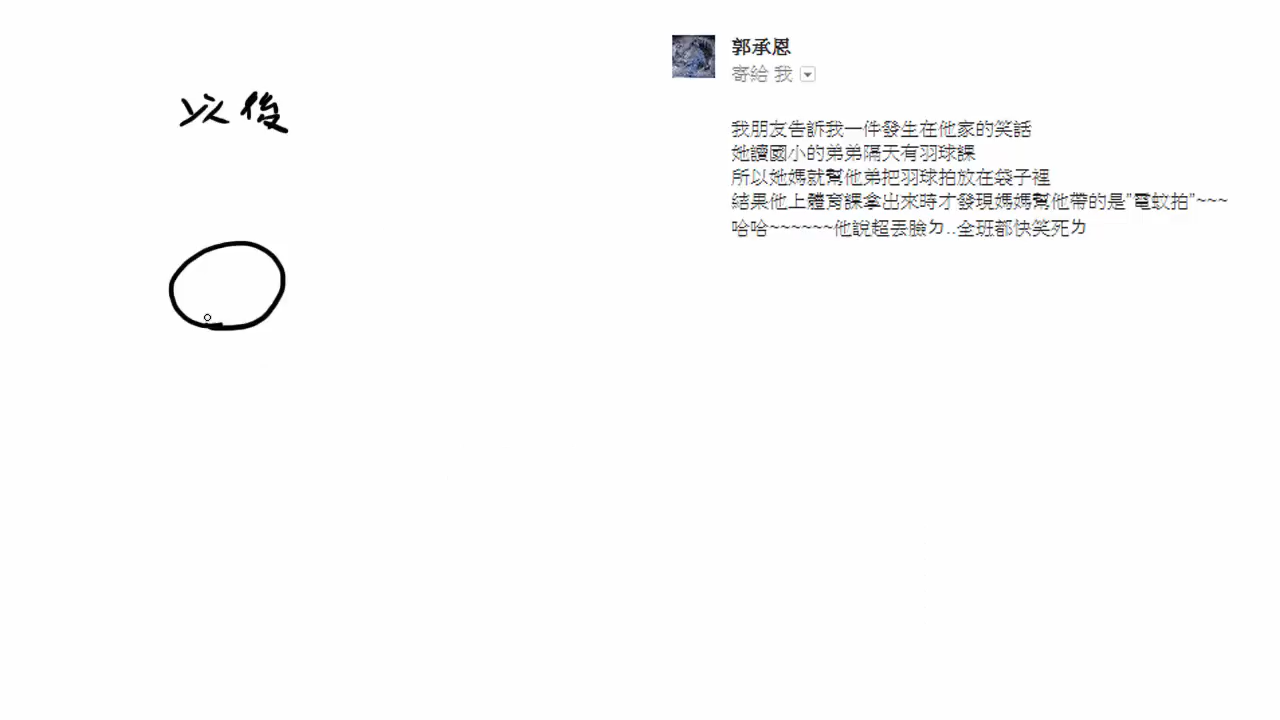 以後
郭承恩
寄給 我
我朋友告訴我一件發生在他家的笑話
她讀國小的弟弟隔天有羽球課
所以她媽就幫他弟把羽球拍放在袋子裡
結果他上體育課拿出來時才發現媽媽幫他帶的是”電蚊拍”~~~
哈哈~~~~~~他說超丟臉ㄉ..全班都快笑死ㄌ